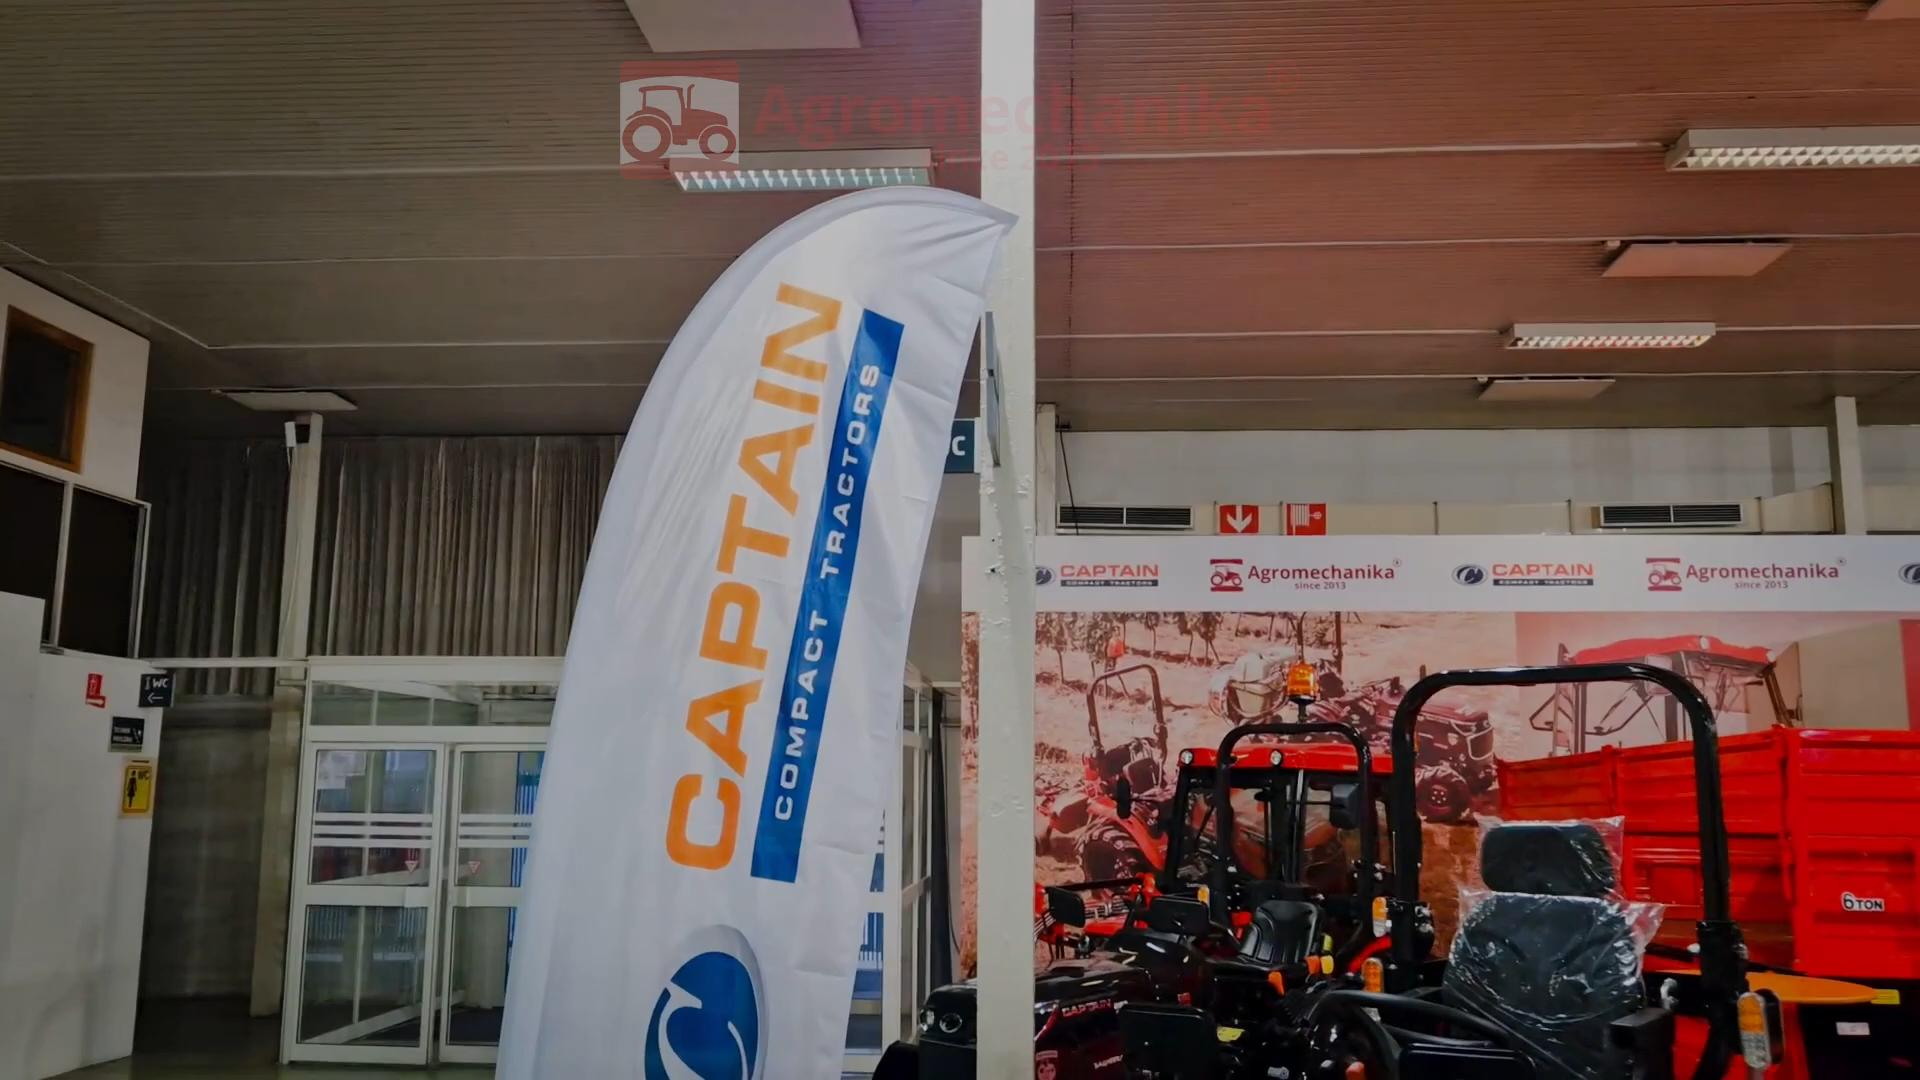 Agromechanika®
since 2013
CAPTAIN
COMPACT TRACTORS
C
CAPTAIN
COMPACT TRACTORS
Agromechanika®
since 2013
CAPTAIN
COMPACT TRACTORS
Agromechanika®
since 2013
WC
WC
6 TON
CAPTAIN